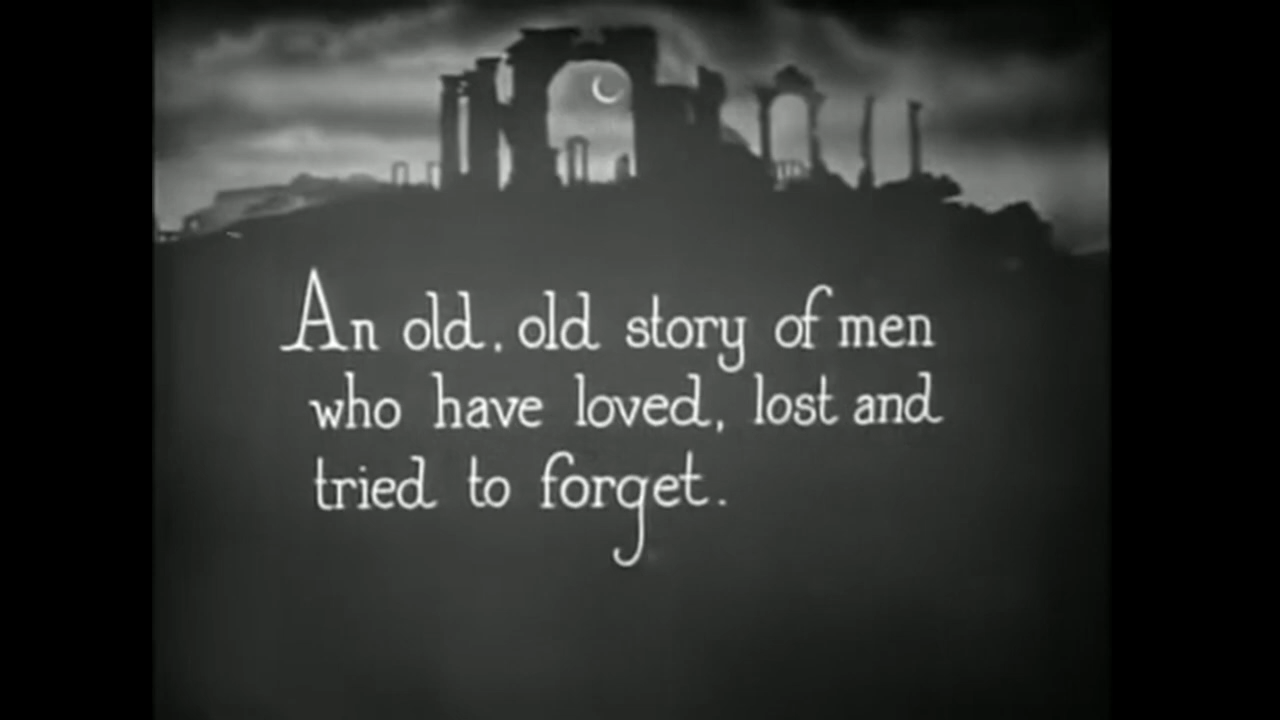 An old, old story of men
who have loved, lost and
tried to forget.